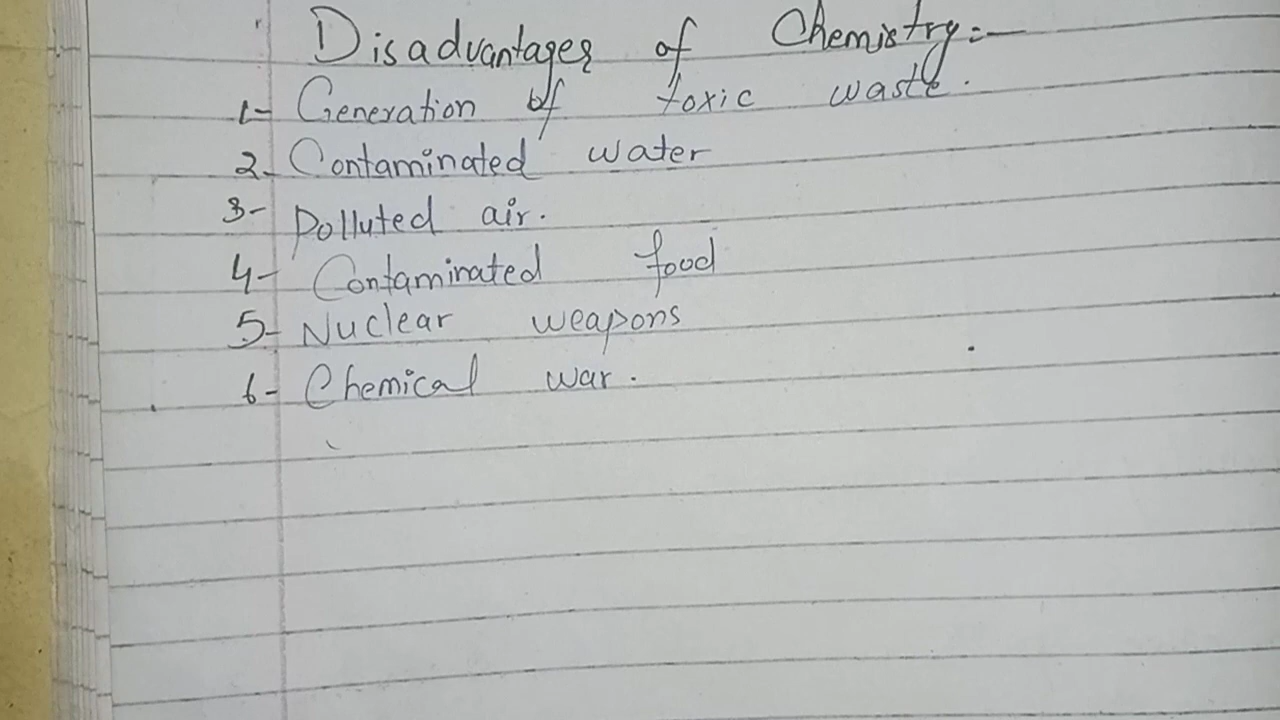 Disadvantages of Chemistry:-
1- Generation of toxic waste.
2- Contaminated water
3- Polluted air.
4- Contaminated food
5- Nuclear weapons
6- Chemical war.